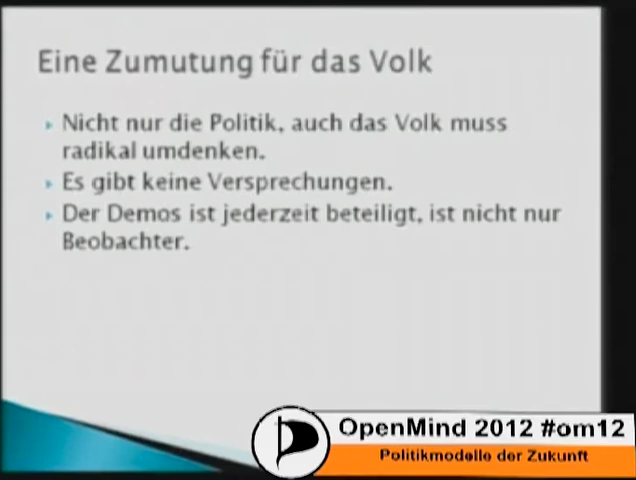 Eine Zumutung für das Volk
Nicht nur die Politik, auch das Volk muss
radikal umdenken.
Es gibt keine Versprechungen.
Der Demos ist jederzeit beteiligt, ist nicht nur
Beobachter.
OpenMind 2012 #om12
Politikmodelle der Zukunft